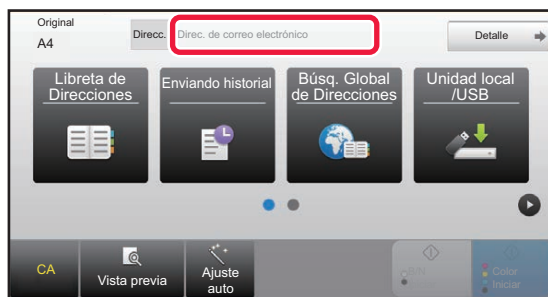 Original
A4
Direcc.
Direc. de correo electrónico
Detalle
Libreta de
Direcciones
Enviando historial
Búsq. Global
de Direcciones
Unidad local
/USB
CA
Vista previa
Ajuste
auto
B/N
Color
Iniciar